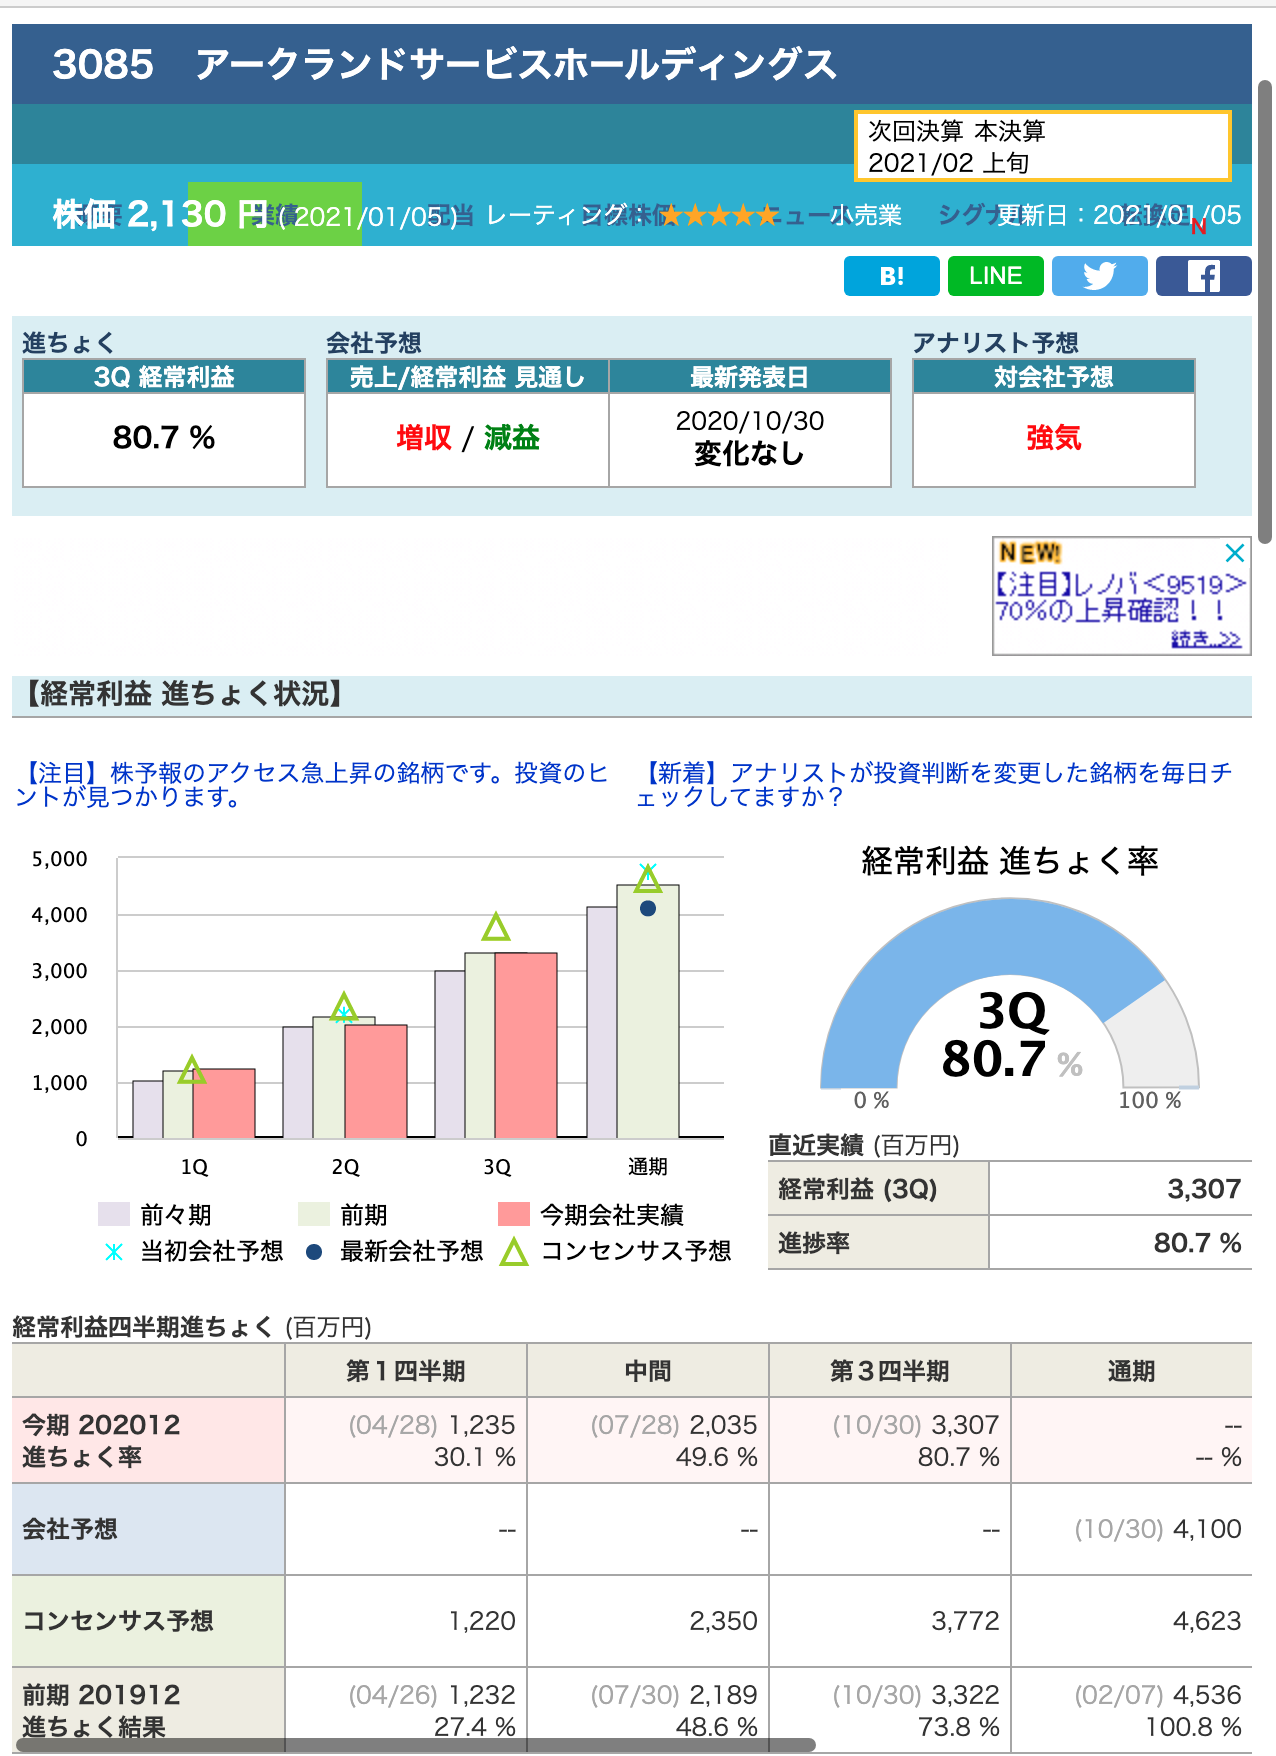 3085 アークランドサービスホールディングス
次回決算 本決算
2021/02 上旬
株価 2,130 円 ( 2021/01/05 ) レーティング: ★★★★★ 小売業 更新日:2021/01/05
業績 配当 目標株価 ニュース シグナル
N
B! LINE
進ちょく 会社予想 アナリスト予想
3Q 経常利益 売上/経常利益 見通し 最新発表日 対会社予想
80.7 % 増収 / 減益 2020/10/30 強気
変化なし
NEW!
【注目】レノバ<9519>
70%の上昇確認!!
続き..>>
【経常利益 進ちょく状況】
【注目】株予報のアクセス急上昇の銘柄です。投資のヒ
ントが見つかります。
【新着】アナリストが投資判断を変更した銘柄を毎日チ
ェックしてますか?
5,000
4,000
3,000
2,000
1,000
0
1Q 2Q 3Q 通期
前々期 前期 今期会社実績
当初会社予想 最新会社予想 コンセンサス予想
経常利益 進ちょく率
3Q
80.7 %
0 % 100 %
直近実績 (百万円)
経常利益 (3Q) 3,307
進捗率 80.7 %
経常利益四半期進ちょく (百万円)
第1四半期 中間 第3四半期 通期
今期 202012 (04/28) 1,235 (07/28) 2,035 (10/30) 3,307 --
進ちょく率 30.1 % 49.6 % 80.7 % -- %
会社予想 -- -- -- (10/30) 4,100
コンセンサス予想 1,220 2,350 3,772 4,623
前期 201912 (04/26) 1,232 (07/30) 2,189 (10/30) 3,322 (02/07) 4,536
進ちょく結果 27.4 % 48.6 % 73.8 % 100.8 %